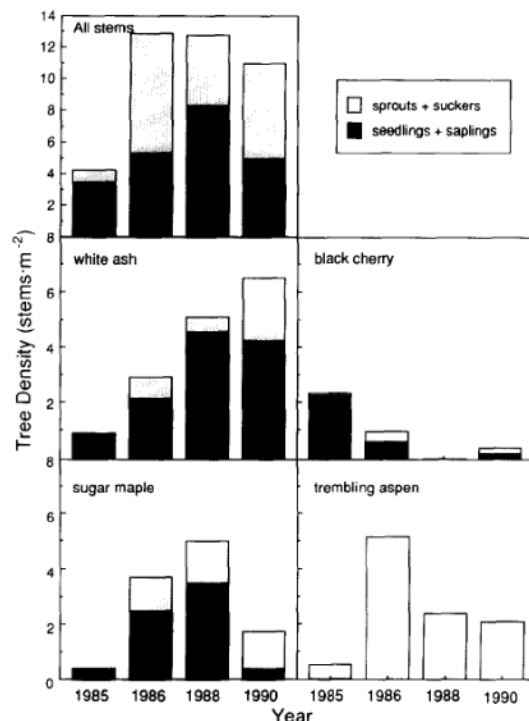 14
All stems
12
10
8
6
4
2
sprouts + suckers
seedlings + saplings
Tree Density (stems·m⁻²)
8
white ash
black cherry
6
4
2
8
sugar maple
trembling aspen
6
4
2
0
1985 1986 1988 1990 1985 1986 1988 1990
Year